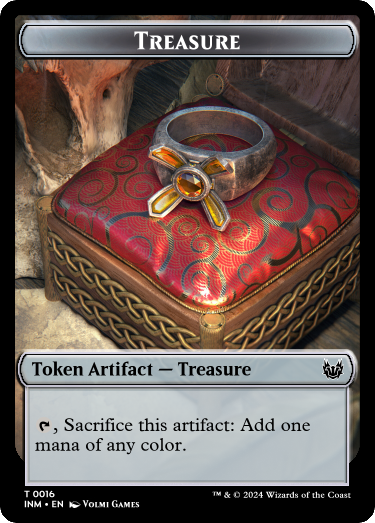 TREASURE
Token Artifact — Treasure
, Sacrifice this artifact: Add one
mana of any color.
T 0016
INM • EN VOLMI GAMES
™ & © 2024 Wizards of the Coast